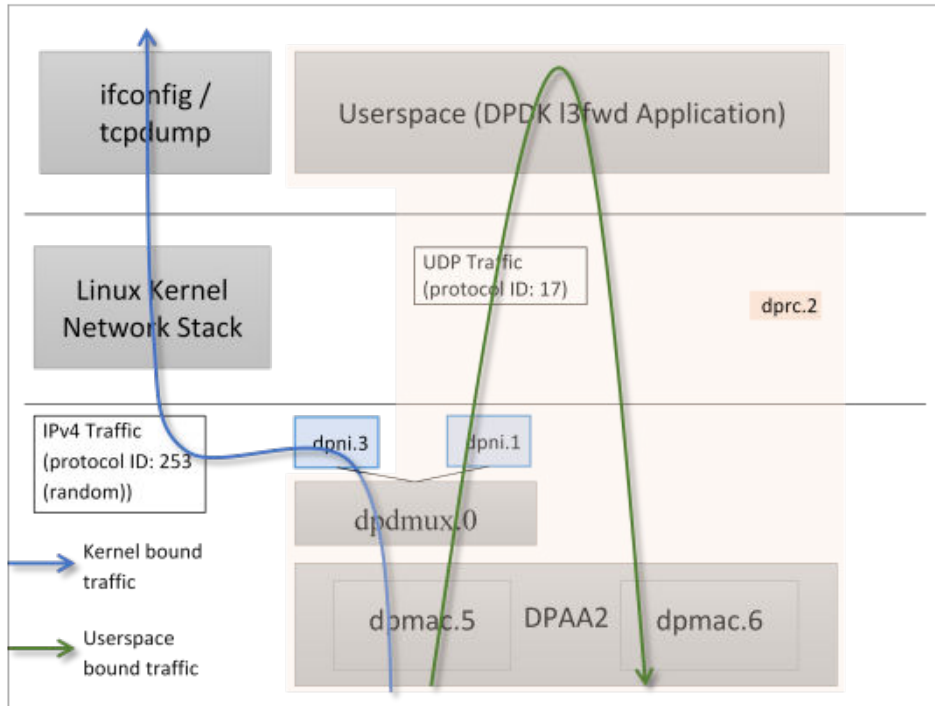 ifconfig /
tcpdump
Userspace (DPDK l3fwd Application)
Linux Kernel
Network Stack
UDP Traffic
(protocol ID: 17)
dprc.2
IPv4 Traffic
(protocol ID: 253
(random))
dpni.3
dpni.1
dpdmux.0
Kernel bound
traffic
dpmac.5
DPAA2
dpmac.6
Userspace
bound traffic